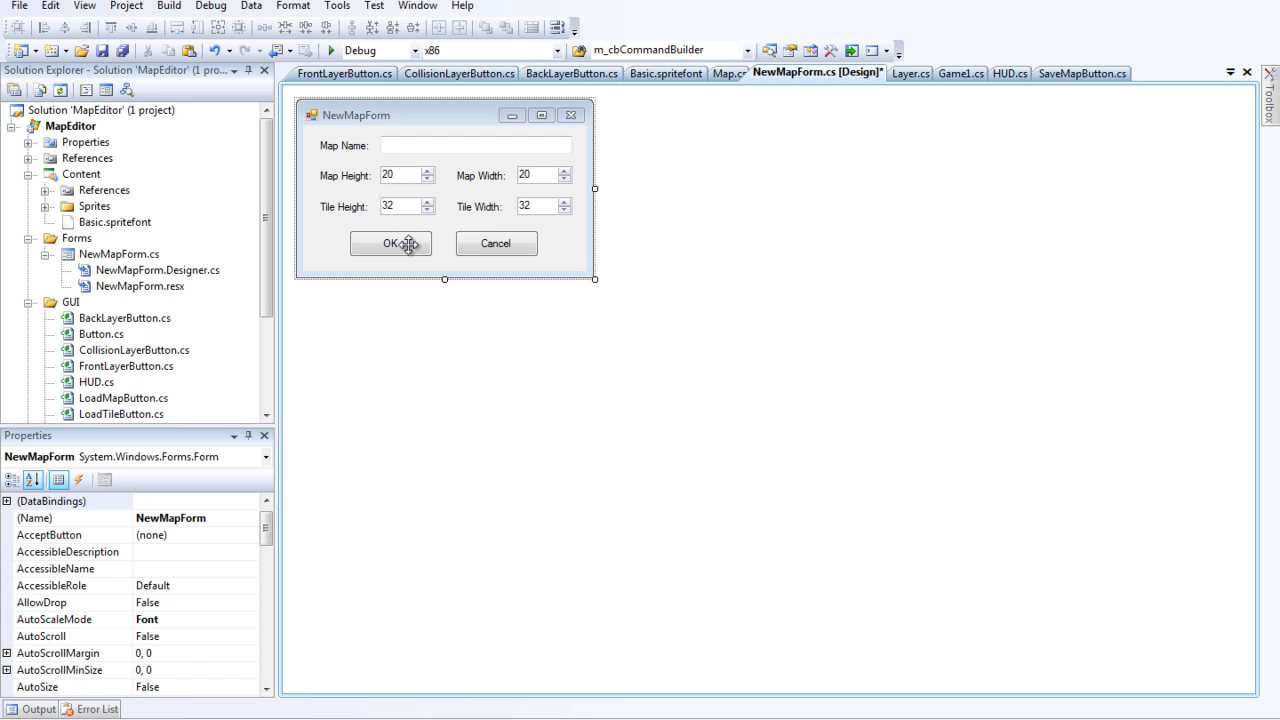 File Edit View Project Build Debug Data Format Tools Test Window Help
Debug x86 m_cbCommandBuilder
Solution Explorer - Solution 'MapEditor' (1 pro...
FrontLayerButton.cs CollisionLayerButton.cs BackLayerButton.cs Basic.spritefont Map.cs NewMapForm.cs [Design]* Layer.cs Game1.cs HUD.cs SaveMapButton.cs
Toolbox
Solution 'MapEditor' (1 project)
MapEditor
Properties
References
Content
References
Sprites
Basic.spritefont
Forms
NewMapForm.cs
NewMapForm.Designer.cs
NewMapForm.resx
GUI
BackLayerButton.cs
Button.cs
CollisionLayerButton.cs
FrontLayerButton.cs
HUD.cs
LoadMapButton.cs
LoadTileButton.cs
NewMapForm
Map Name:
Map Height: 20 Map Width: 20
Tile Height: 32 Tile Width: 32
OK Cancel
Properties
NewMapForm System.Windows.Forms.Form
(DataBindings)
(Name) NewMapForm
AcceptButton (none)
AccessibleDescription
AccessibleName
AccessibleRole Default
AllowDrop False
AutoScaleMode Font
AutoScroll False
AutoScrollMargin 0, 0
AutoScrollMinSize 0, 0
AutoSize False
Output Error List